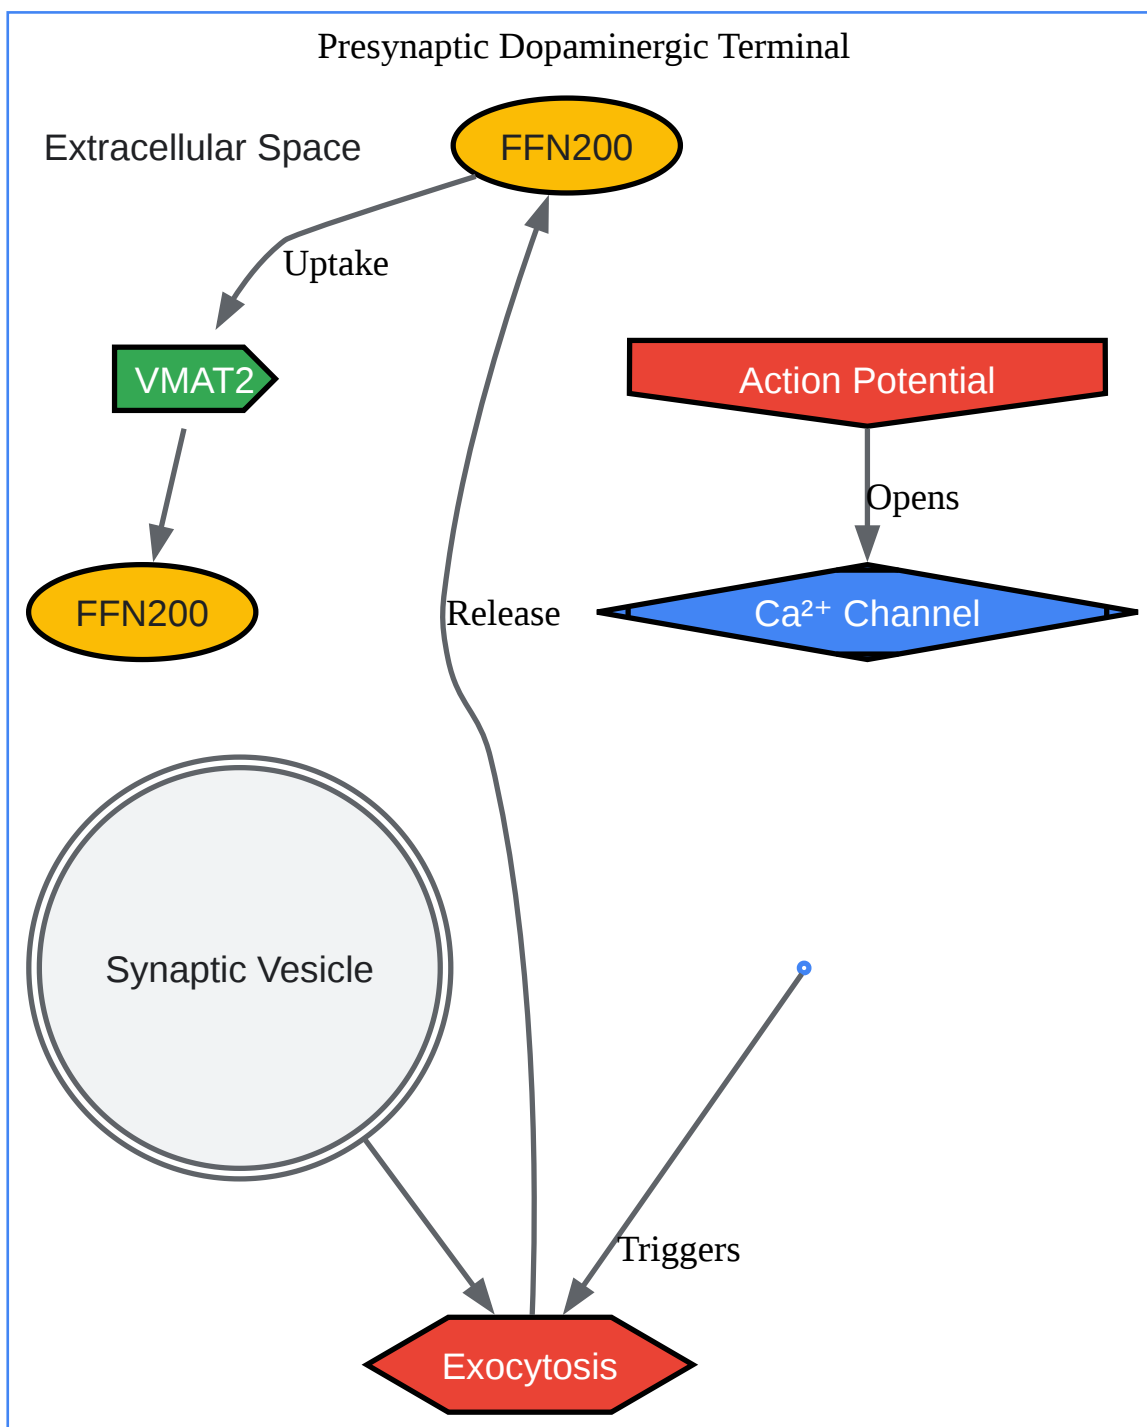 Presynaptic Dopaminergic Terminal
Extracellular Space
FFN200
Uptake
VMAT2
Action Potential
Opens
FFN200
Release
Ca²⁺ Channel
Synaptic Vesicle
Triggers
Exocytosis